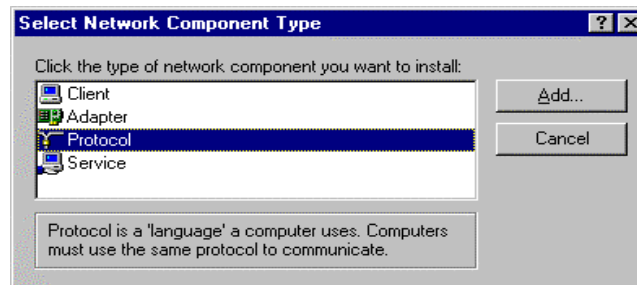 Select Network Component Type
Click the type of network component you want to install:
Client
Adapter
Protocol
Service
Add...
Cancel
Protocol is a 'language' a computer uses. Computers
must use the same protocol to communicate.